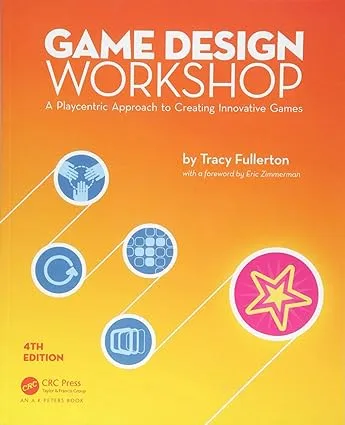 GAME DESIGN
WORKSHOP
A Playcentric Approach to Creating Innovative Games
by Tracy Fullerton
with a foreword by Eric Zimmerman
4TH
EDITION
CRC
CRC Press
Taylor & Francis Group
AN A K PETERS BOOK